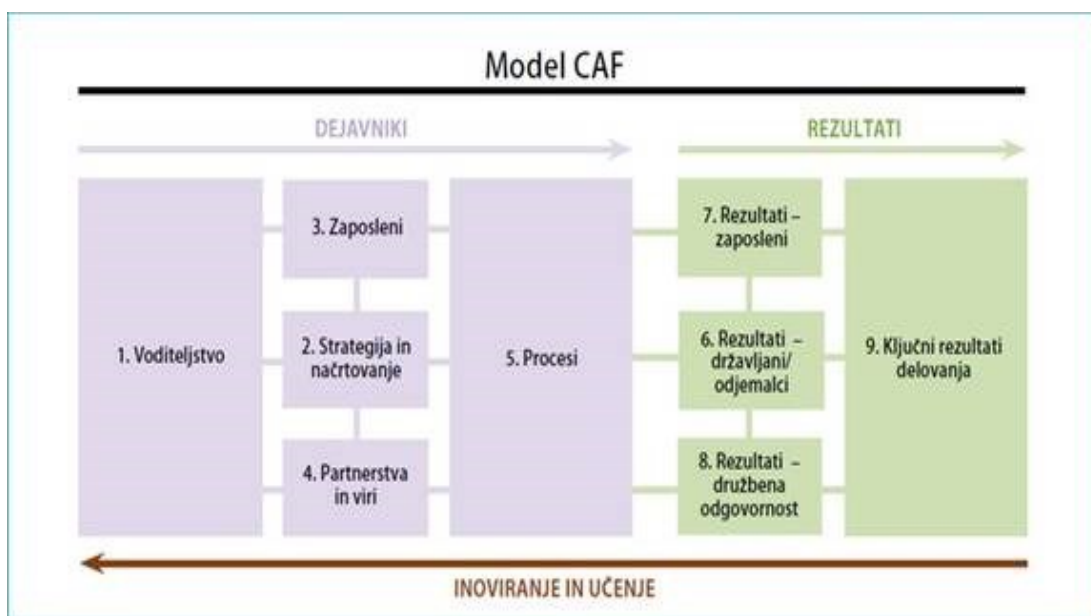 Model CAF
DEJAVNIKI
REZULTATI
1. Voditeljstvo
3. Zaposleni
2. Strategija in
načrtovanje
4. Partnerstva
in viri
5. Procesi
7. Rezultati –
zaposleni
6. Rezultati –
državljani/
odjemalci
8. Rezultati –
družbena
odgovornost
9. Ključni rezultati
delovanja
INOVIRANJE IN UČENJE